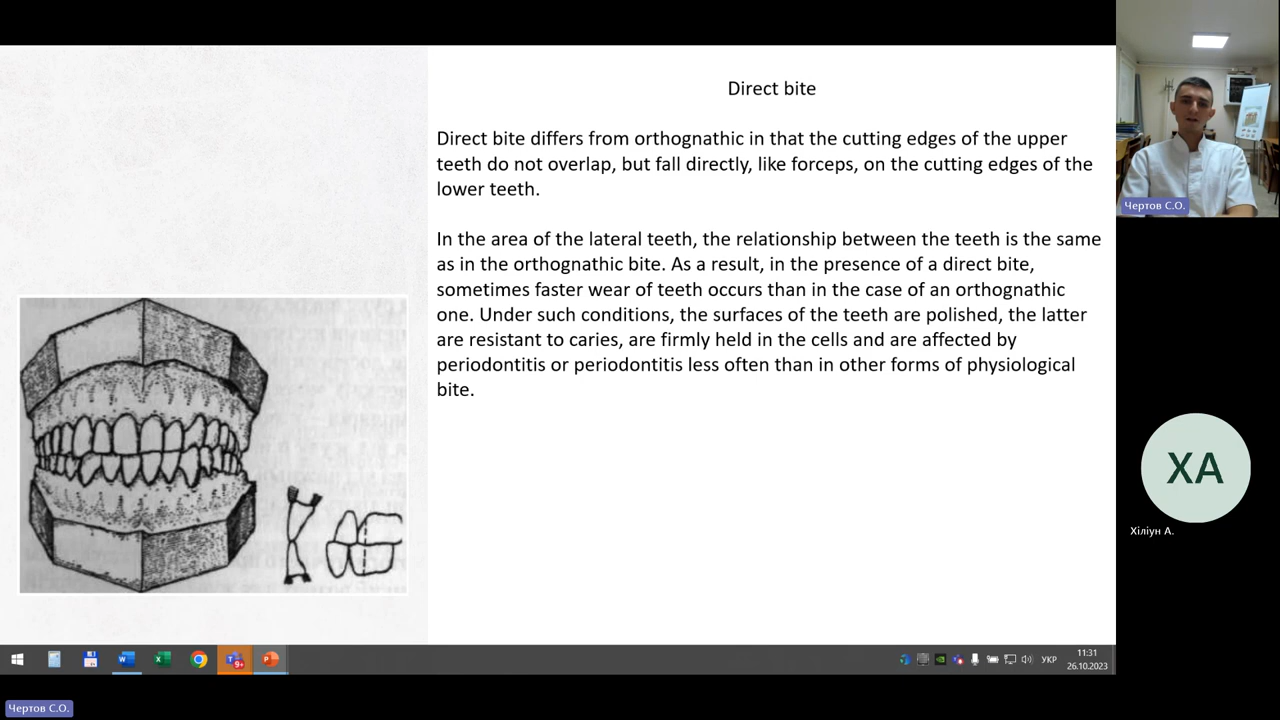 Direct bite
Direct bite differs from orthognathic in that the cutting edges of the upper
teeth do not overlap, but fall directly, like forceps, on the cutting edges of the
lower teeth.
In the area of the lateral teeth, the relationship between the teeth is the same
as in the orthognathic bite. As a result, in the presence of a direct bite,
sometimes faster wear of teeth occurs than in the case of an orthognathic
one. Under such conditions, the surfaces of the teeth are polished, the latter
are resistant to caries, are firmly held in the cells and are affected by
periodontitis or periodontitis less often than in other forms of physiological
bite.
Чертов С.О.
ХА
Хіліун А.
9+
УКР
11:31
26.10.2023
Чертов С.О.